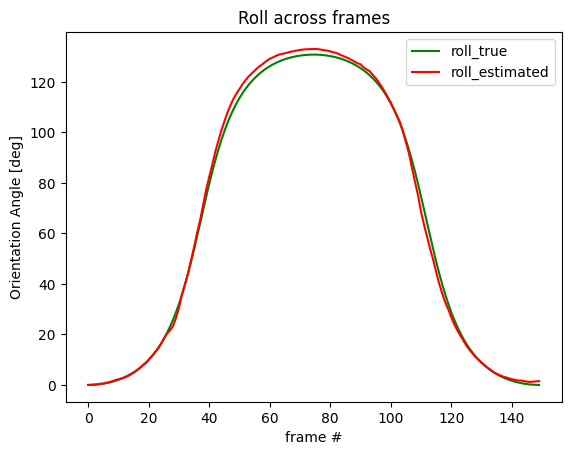 Roll across frames
roll_true
roll_estimated
Orientation Angle [deg]
120
100
80
60
40
20
0
0 20 40 60 80 100 120 140
frame #